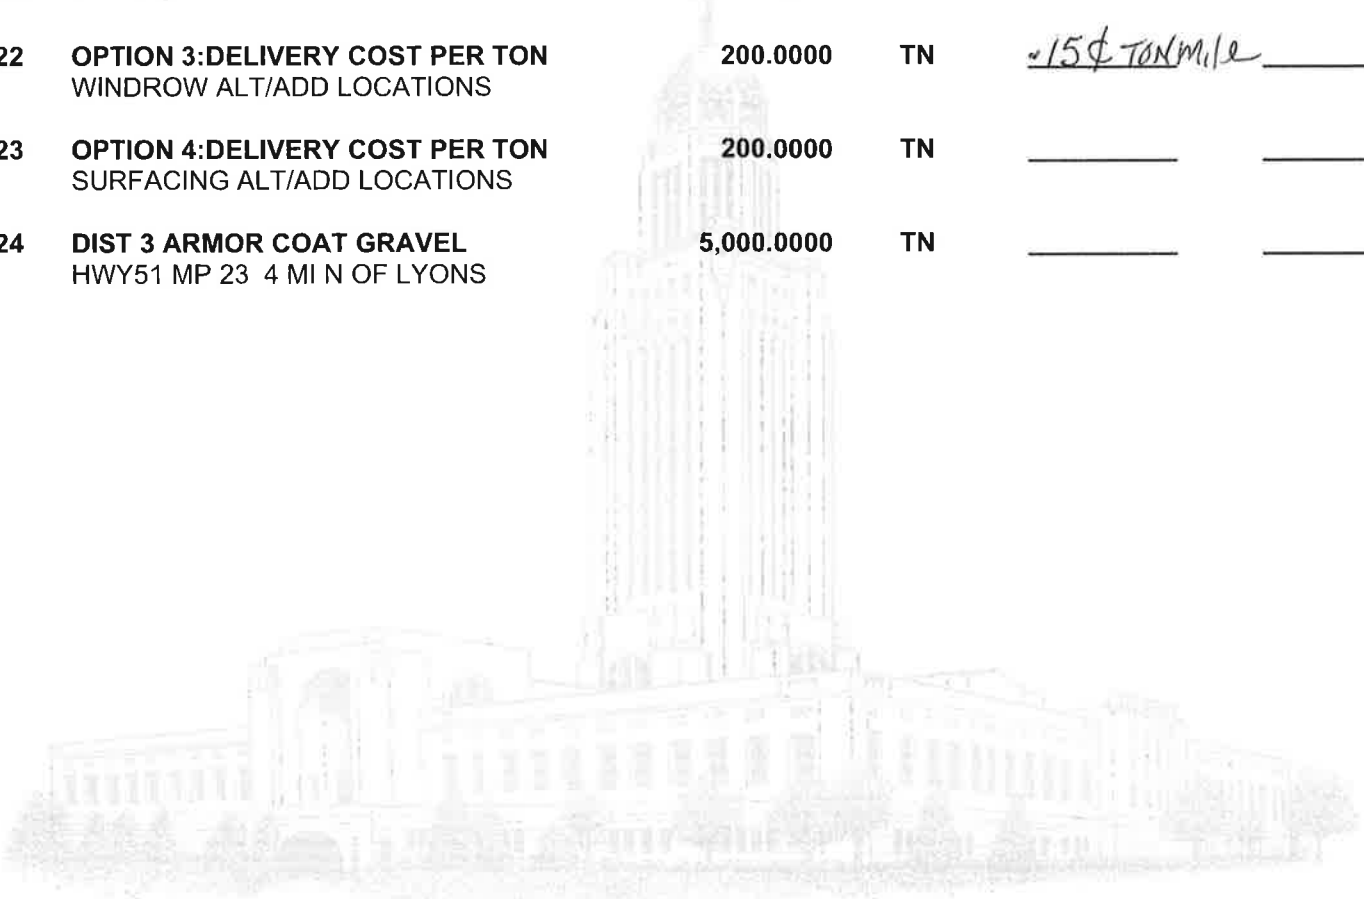 22 OPTION 3:DELIVERY COST PER TON 200.0000 TN .15¢ TON Mile
WINDROW ALT/ADD LOCATIONS
23 OPTION 4:DELIVERY COST PER TON 200.0000 TN
SURFACING ALT/ADD LOCATIONS
24 DIST 3 ARMOR COAT GRAVEL 5,000.0000 TN
HWY51 MP 23 4 MI N OF LYONS